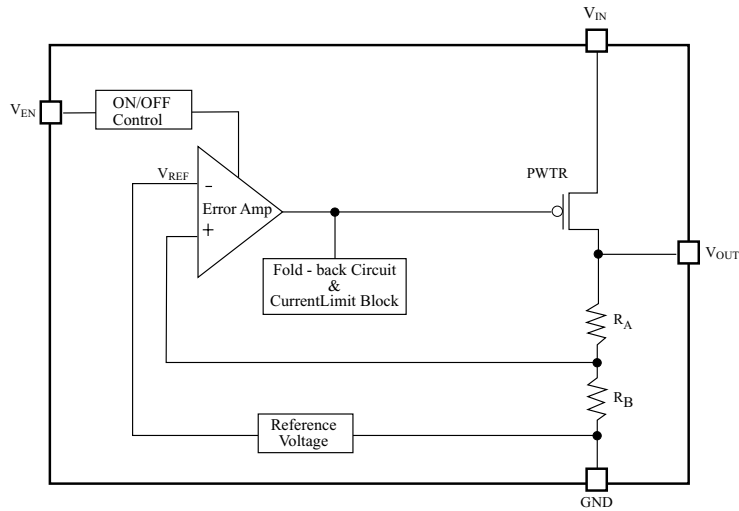 VIN
VEN
ON/OFF
Control
VREF
-
Error Amp
+
PWTR
Fold - back Circuit
&
CurrentLimit Block
VOUT
RA
RB
Reference
Voltage
GND